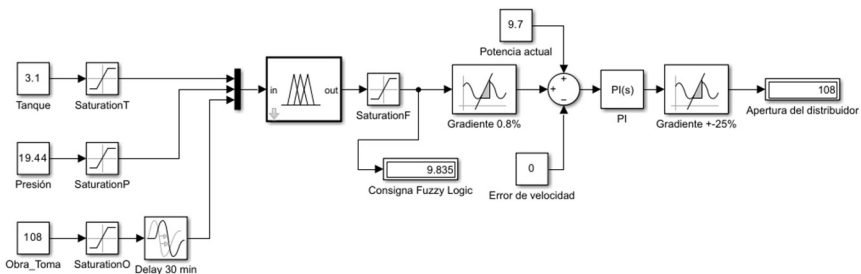 9.7
Potencia actual
3.1
Tanque
SaturationT
in
out
SaturationF
Gradiente 0.8%
+
+
−
PI(s)
PI
Gradiente +-25%
108
Apertura del distribuidor
19.44
Presión
SaturationP
9.835
Consigna Fuzzy Logic
0
Error de velocidad
108
Obra_Toma
SaturationO
Delay 30 min